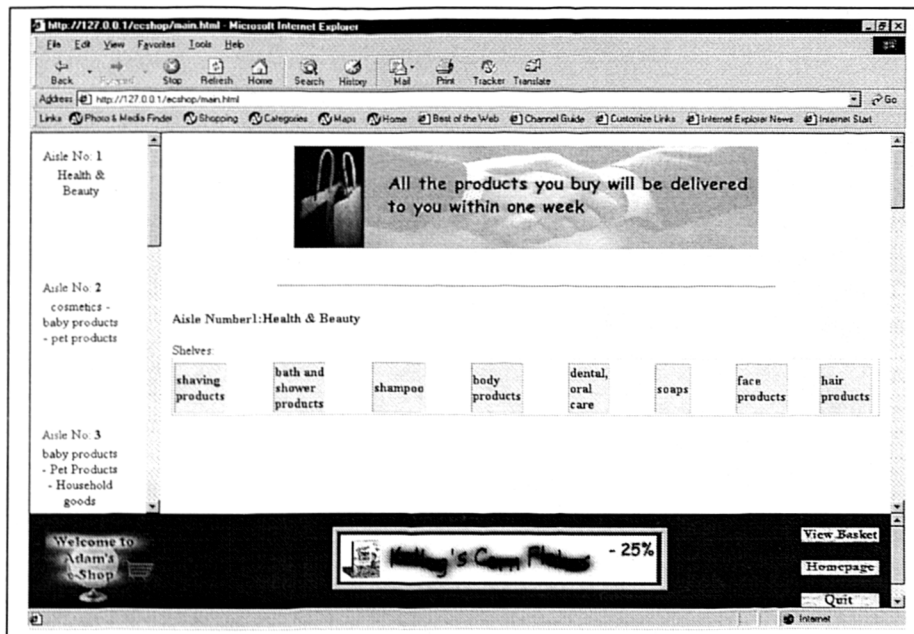 http://127.0.0.1/ecshop/main.html - Microsoft Internet Explorer
File Edit View Favorites Tools Help
Back Forward Stop Refresh Home Search History Mail Print Tracker Translate
Address http://127.0.0.1/ecshop/main.html Go
Links Photo & Media Finder Shopping Categories Maps Home Best of the Web Channel Guide Customize Links Internet Explorer News Internet Start
Aisle No: 1
Health &
Beauty
Aisle No: 2
cosmetics -
baby products
- pet products
Aisle No: 3
baby products
- Pet Products
- Household
goods
All the products you buy will be delivered
to you within one week
Aisle Number1:Health & Beauty
Shelves:
shaving
products
bath and
shower
products
shampoo
body
products
dental,
oral
care
soaps
face
products
hair
products
Welcome to
Adam's
e-Shop
- 25%
View Basket
Homepage
Quit
Internet